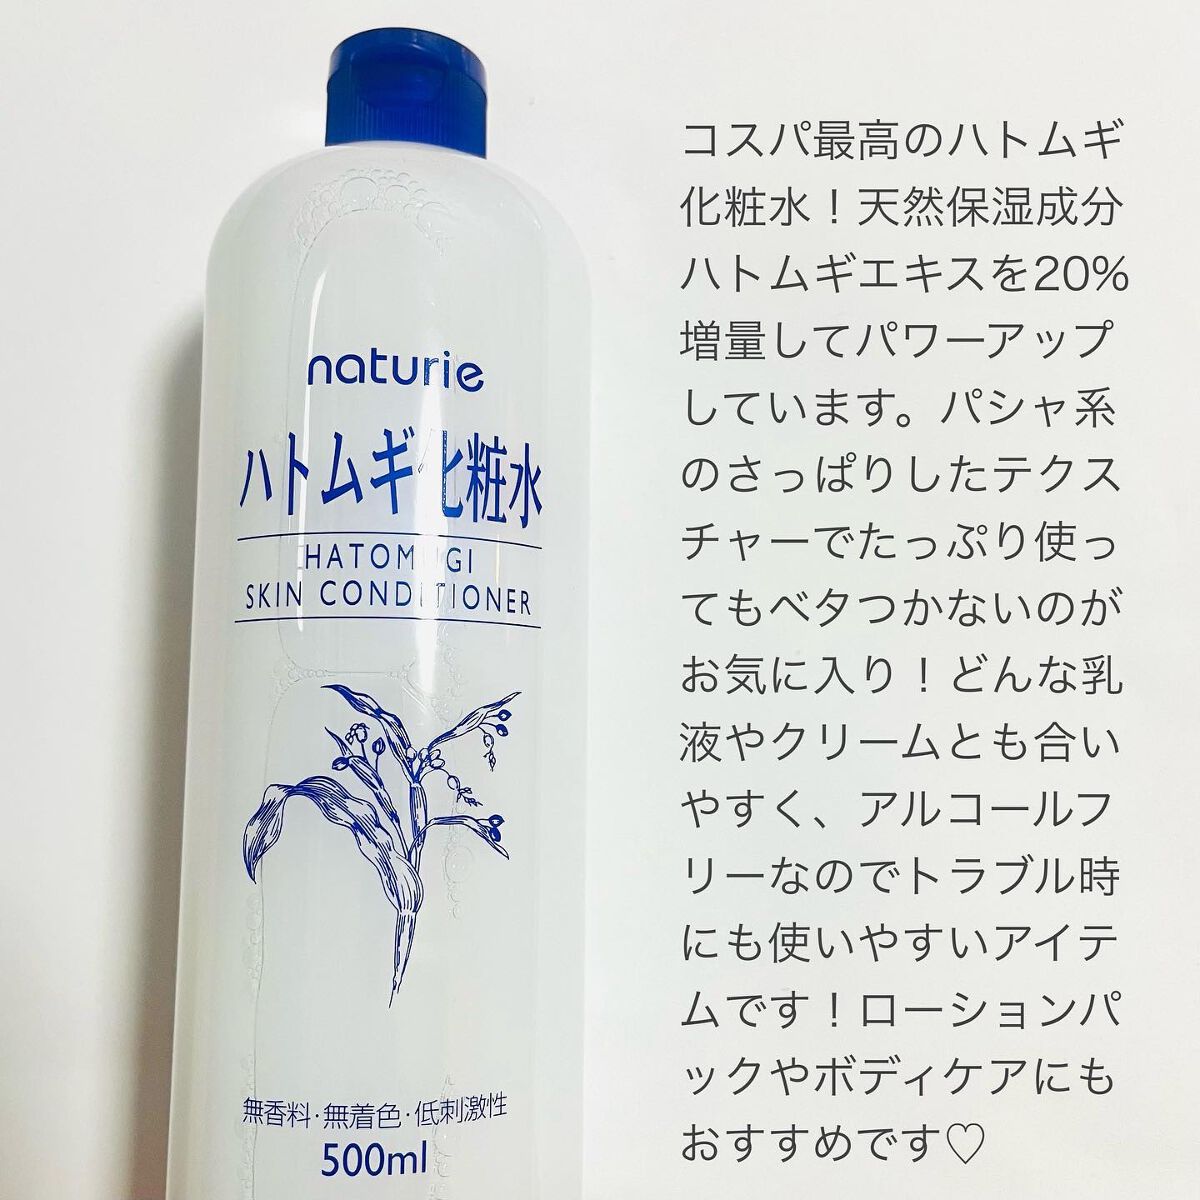 naturie
ハトムギ化粧水
HATOMUGI
SKIN CONDITIONER
無香料・無着色・低刺激性
500ml
コスパ最高のハトムギ
化粧水！天然保湿成分
ハトムギエキスを20%
増量してパワーアップ
しています。パシャ系
のさっぱりしたテクス
チャーでたっぷり使っ
てもベタつかないのが
お気に入り！どんな乳
液やクリームとも合い
やすく、アルコールフ
リーなのでトラブル時
にも使いやすいアイテ
ムです！ローションパ
ックやボディケアにも
おすすめです♡